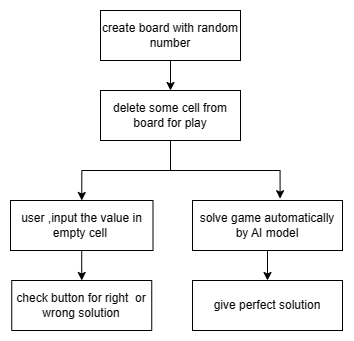 create board with random
number
delete some cell from
board for play
user ,input the value in
empty cell
solve game automatically
by AI model
check button for right or
wrong solution
give perfect solution